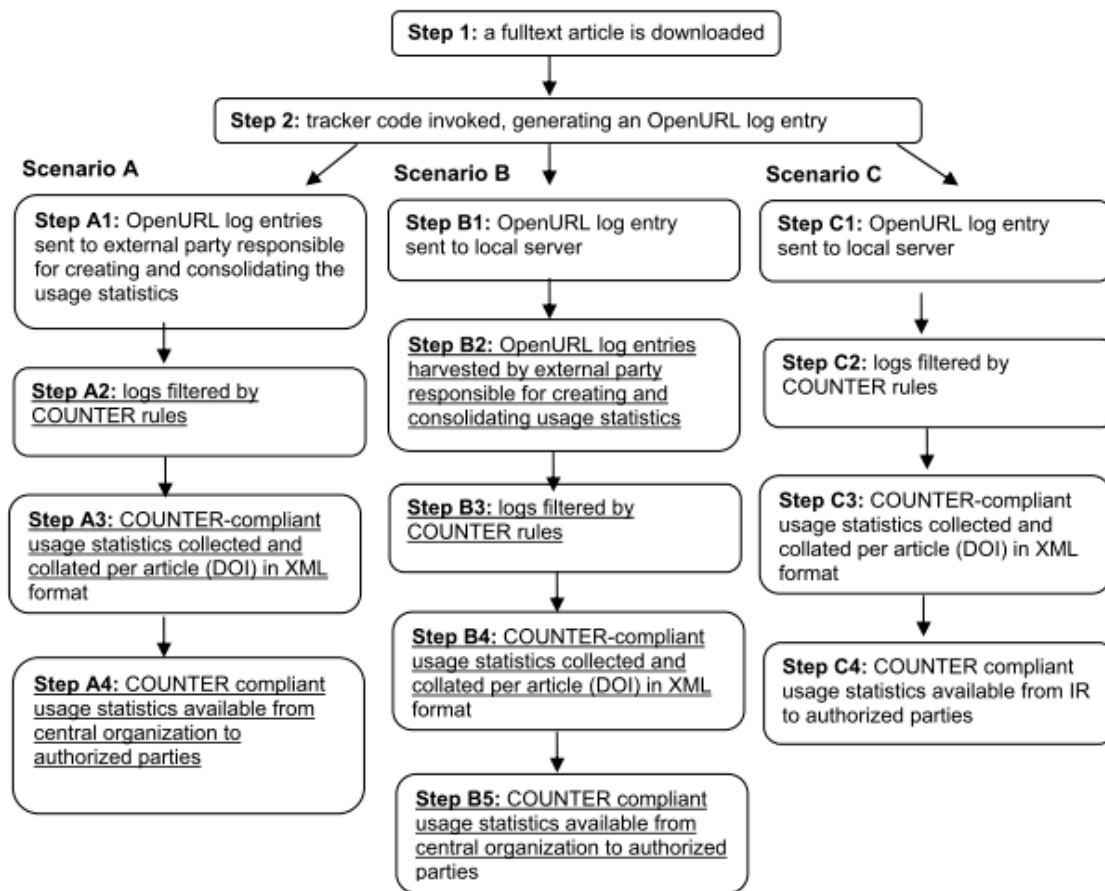 Step 1: a fulltext article is downloaded
Step 2: tracker code invoked, generating an OpenURL log entry
Scenario A
Step A1: OpenURL log entries
sent to external party responsible
for creating and consolidating the
usage statistics
Step A2: logs filtered by
COUNTER rules
Step A3: COUNTER-compliant
usage statistics collected and
collated per article (DOI) in XML
format
Step A4: COUNTER compliant
usage statistics available from
central organization to
authorized parties
Scenario B
Step B1: OpenURL log entry
sent to local server
Step B2: OpenURL log entries
harvested by external party
responsible for creating and
consolidating usage statistics
Step B3: logs filtered by
COUNTER rules
Step B4: COUNTER-compliant
usage statistics collected and
collated per article (DOI) in XML
format
Step B5: COUNTER compliant
usage statistics available from
central organization to authorized
parties
Scenario C
Step C1: OpenURL log entry
sent to local server
Step C2: logs filtered by
COUNTER rules
Step C3: COUNTER-compliant
usage statistics collected and
collated per article (DOI) in XML
format
Step C4: COUNTER compliant
usage statistics available from IR
to authorized parties